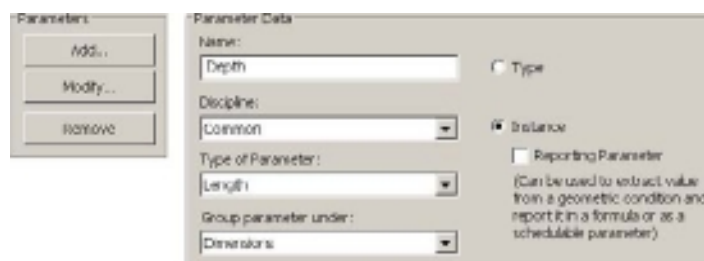 Parameters
Add...
Modify...
Remove
Parameter Data
Name:
Depth
Type
Discipline:
Common
Instance
Reporting Parameter
Type of Parameter:
Length
(Can be used to extract value
from a geometric condition and
report it in a formula or as a
schedulable parameter)
Group parameter under:
Dimensions